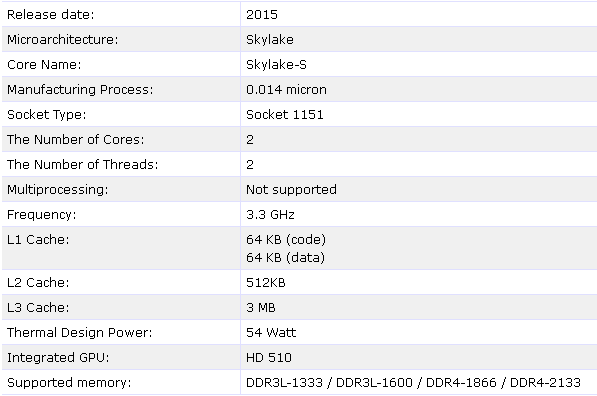 Release date: 2015
Microarchitecture: Skylake
Core Name: Skylake-S
Manufacturing Process: 0.014 micron
Socket Type: Socket 1151
The Number of Cores: 2
The Number of Threads: 2
Multiprocessing: Not supported
Frequency: 3.3 GHz
L1 Cache: 64 KB (code)
64 KB (data)
L2 Cache: 512KB
L3 Cache: 3 MB
Thermal Design Power: 54 Watt
Integrated GPU: HD 510
Supported memory: DDR3L-1333 / DDR3L-1600 / DDR4-1866 / DDR4-2133